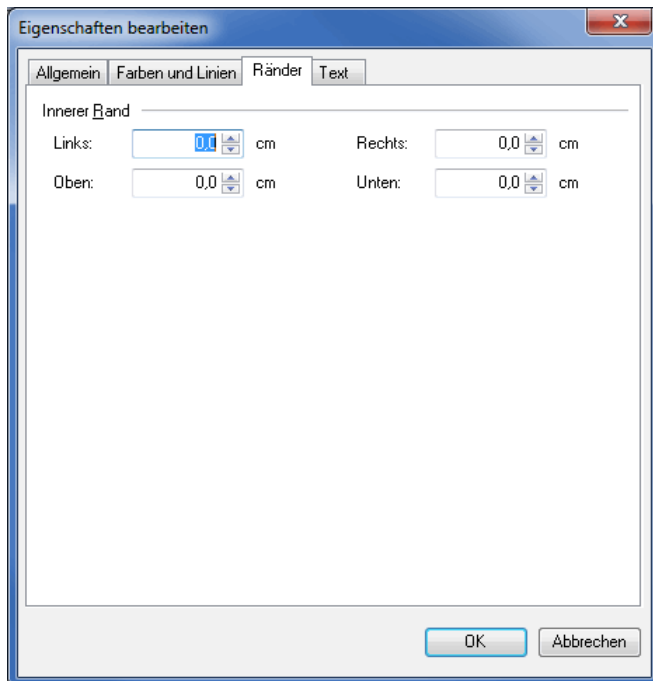 Eigenschaften bearbeiten
Allgemein Farben und Linien Ränder Text
Innerer Rand
Links: 0,0 cm Rechts: 0,0 cm
Oben: 0,0 cm Unten: 0,0 cm
OK Abbrechen